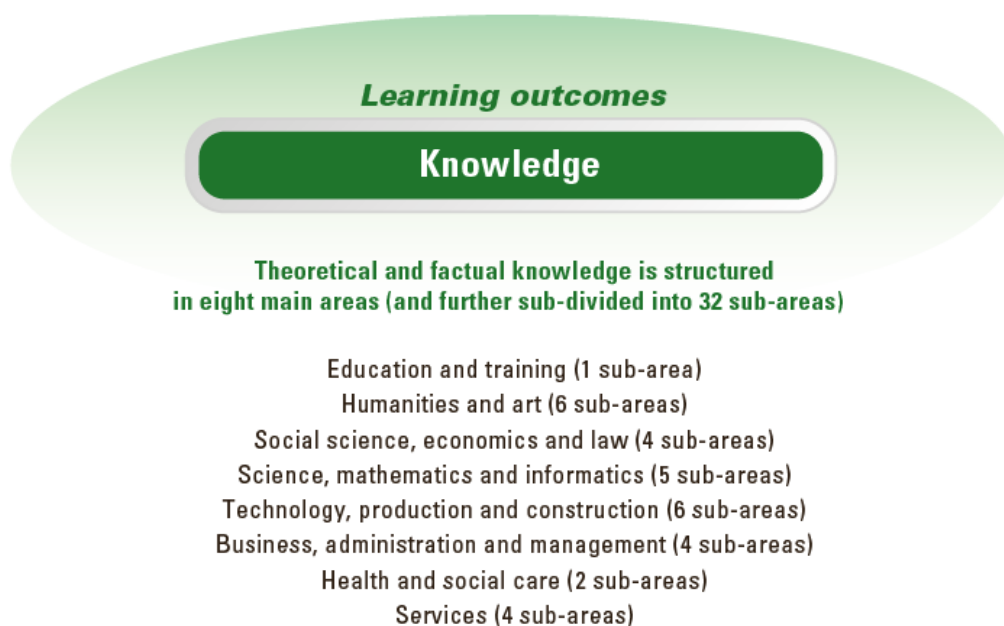 Learning outcomes
Knowledge
Theoretical and factual knowledge is structured
in eight main areas (and further sub-divided into 32 sub-areas)
Education and training (1 sub-area)
Humanities and art (6 sub-areas)
Social science, economics and law (4 sub-areas)
Science, mathematics and informatics (5 sub-areas)
Technology, production and construction (6 sub-areas)
Business, administration and management (4 sub-areas)
Health and social care (2 sub-areas)
Services (4 sub-areas)